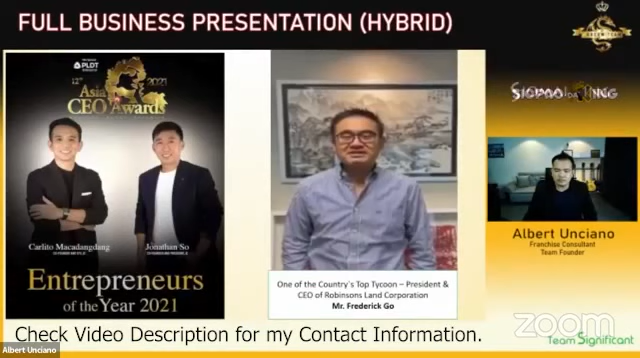 FULL BUSINESS PRESENTATION (HYBRID)
PLDT
12th 2021
Asia
CEO Awards
Carlito Macadangdang
Jonathan So
Entrepreneurs
of the Year 2021
One of the Country's Top Tycoon – President &
CEO of Robinsons Land Corporation
Mr. Frederick Go
Albert Unciano
Franchise Consultant
Team Founder
Check Video Description for my Contact Information.
Albert Unciano
zoom
Team Significant